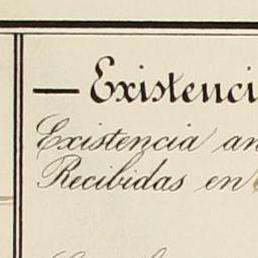 — Existenci
Existencia an
Recibidas en